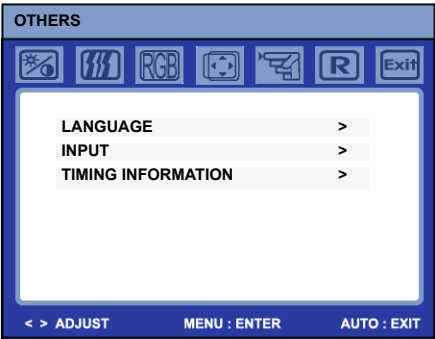 OTHERS
RGB R Exit
LANGUAGE >
INPUT >
TIMING INFORMATION >
< > ADJUST MENU : ENTER AUTO : EXIT